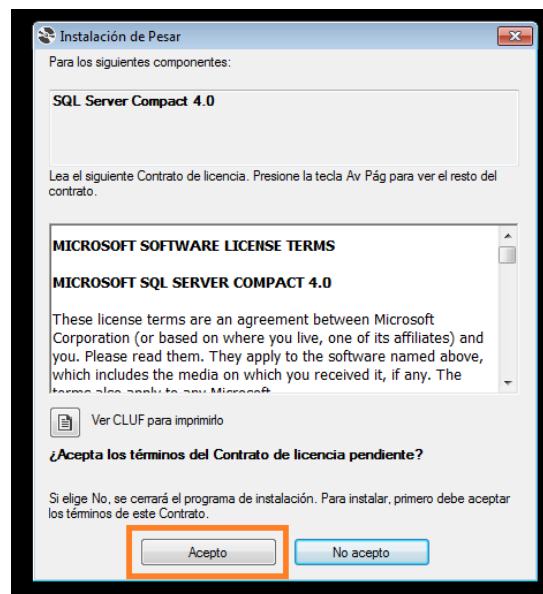 Instalación de Pesar
Para los siguientes componentes:
SQL Server Compact 4.0
Lea el siguiente Contrato de licencia. Presione la tecla Av Pág para ver el resto del
contrato.
MICROSOFT SOFTWARE LICENSE TERMS
MICROSOFT SQL SERVER COMPACT 4.0
These license terms are an agreement between Microsoft
Corporation (or based on where you live, one of its affiliates) and
you. Please read them. They apply to the software named above,
which includes the media on which you received it, if any. The
terms also apply to any Microsoft
Ver CLUF para imprimirlo
¿Acepta los términos del Contrato de licencia pendiente?
Si elige No, se cerrará el programa de instalación. Para instalar, primero debe aceptar
los términos de este Contrato.
Acepto
No acepto